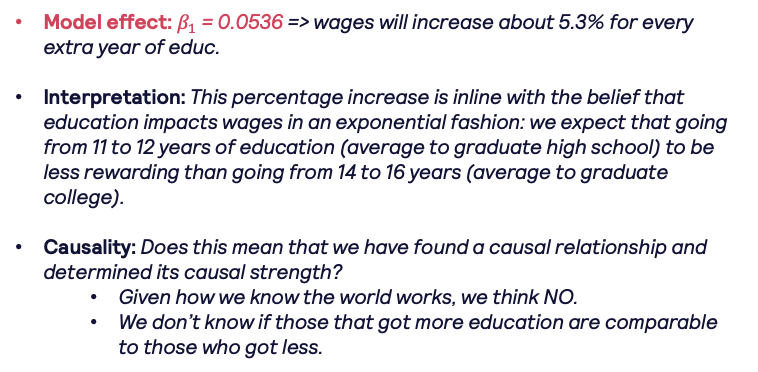 • Model effect: β₁ = 0.0536 => wages will increase about 5.3% for every
extra year of educ.
• Interpretation: This percentage increase is inline with the belief that
education impacts wages in an exponential fashion: we expect that going
from 11 to 12 years of education (average to graduate high school) to be
less rewarding than going from 14 to 16 years (average to graduate
college).
• Causality: Does this mean that we have found a causal relationship and
determined its causal strength?
• Given how we know the world works, we think NO.
• We don't know if those that got more education are comparable
to those who got less.